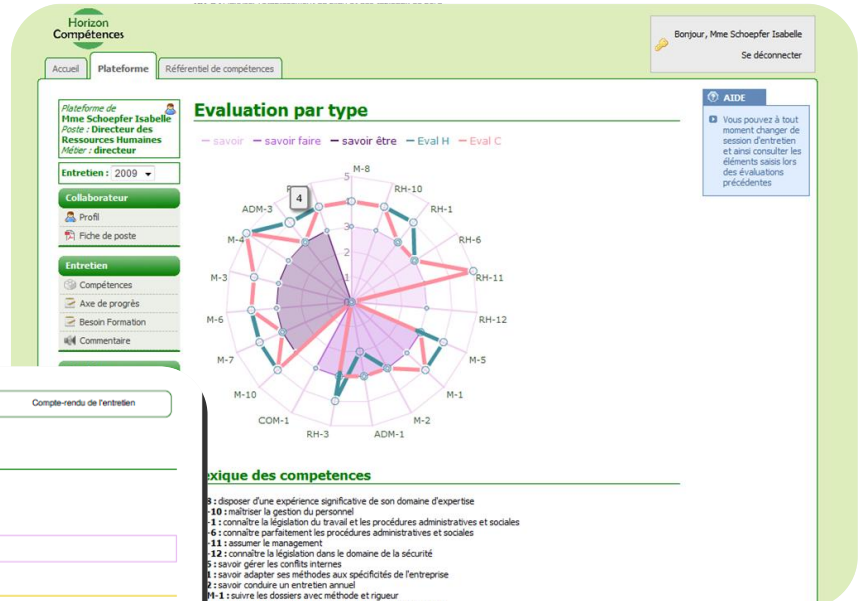 Horizon
Compétences
Bonjour, Mme Schoepfer Isabelle
Se déconnecter
Accueil
Plateforme
Référentiel de compétences
Plateforme de
Mme Schoepfer Isabelle
Poste : Directeur des
Ressources Humaines
Métier : directeur
Entretien : 2009
Collaborateur
Profil
Fiche de poste
Entretien
Compétences
Axe de progrès
Besoin Formation
Commentaire
Evaluation par type
savoir savoir faire savoir être Eval H Eval C
M-8
RH-10
RH-1
RH-6
RH-11
RH-12
M-5
M-1
M-2
ADM-1
RH-3
COM-1
M-10
M-7
M-6
M-3
M-4
ADM-3
5
4
3
2
1
4
AIDE
Vous pouvez à tout
moment changer de
session d'entretien
et ainsi consulter les
éléments saisis lors
des évaluations
précédentes
Compte-rendu de l'entretien
exique des competences
8 : disposer d'une expérience significative de son domaine d'expertise
-10 : maîtriser la gestion du personnel
-1 : connaître la législation du travail et les procédures administratives et sociales
-6 : connaître parfaitement les procédures administratives et sociales
-11 : assumer le management
-12 : connaître la législation dans le domaine de la sécurité
5 : savoir gérer les conflits internes
1 : savoir adapter ses méthodes aux spécificités de l'entreprise
2 : savoir conduire un entretien annuel
M-1 : suivre les dossiers avec méthode et rigueur